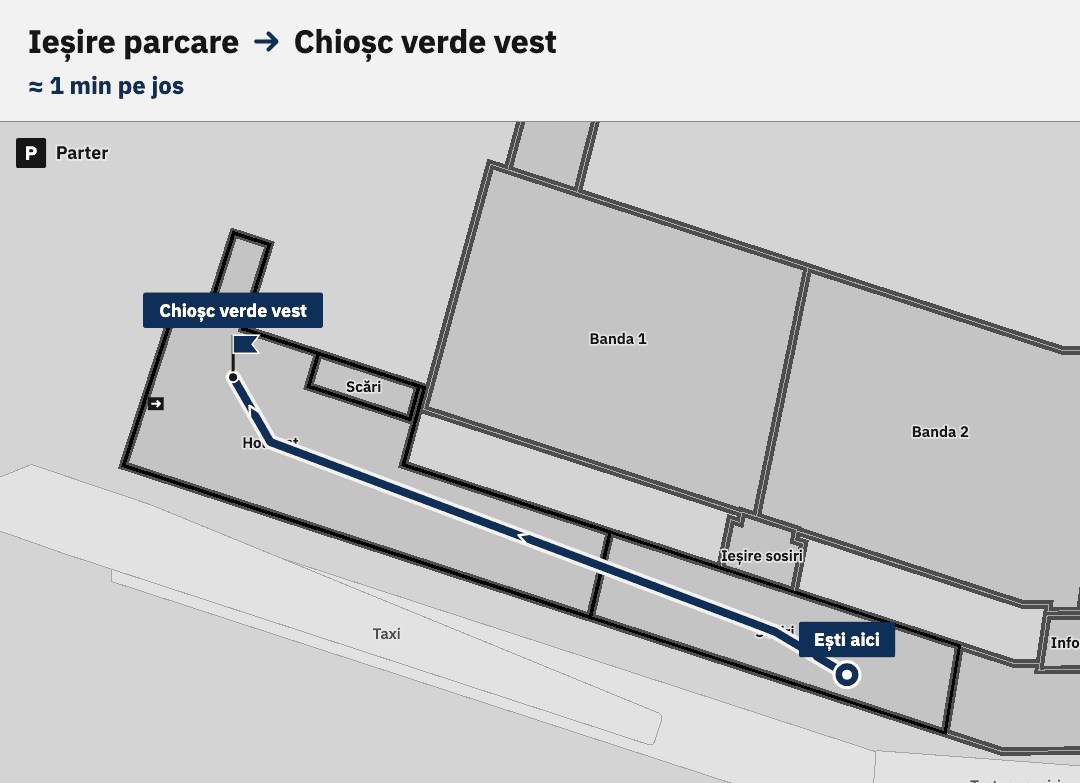 Ieșire parcare → Chioșc verde vest
≈ 1 min pe jos
P Parter
Chioșc verde vest
Banda 1
Scări
Banda 2
Ieșire sosiri
Taxi
Ești aici
Info